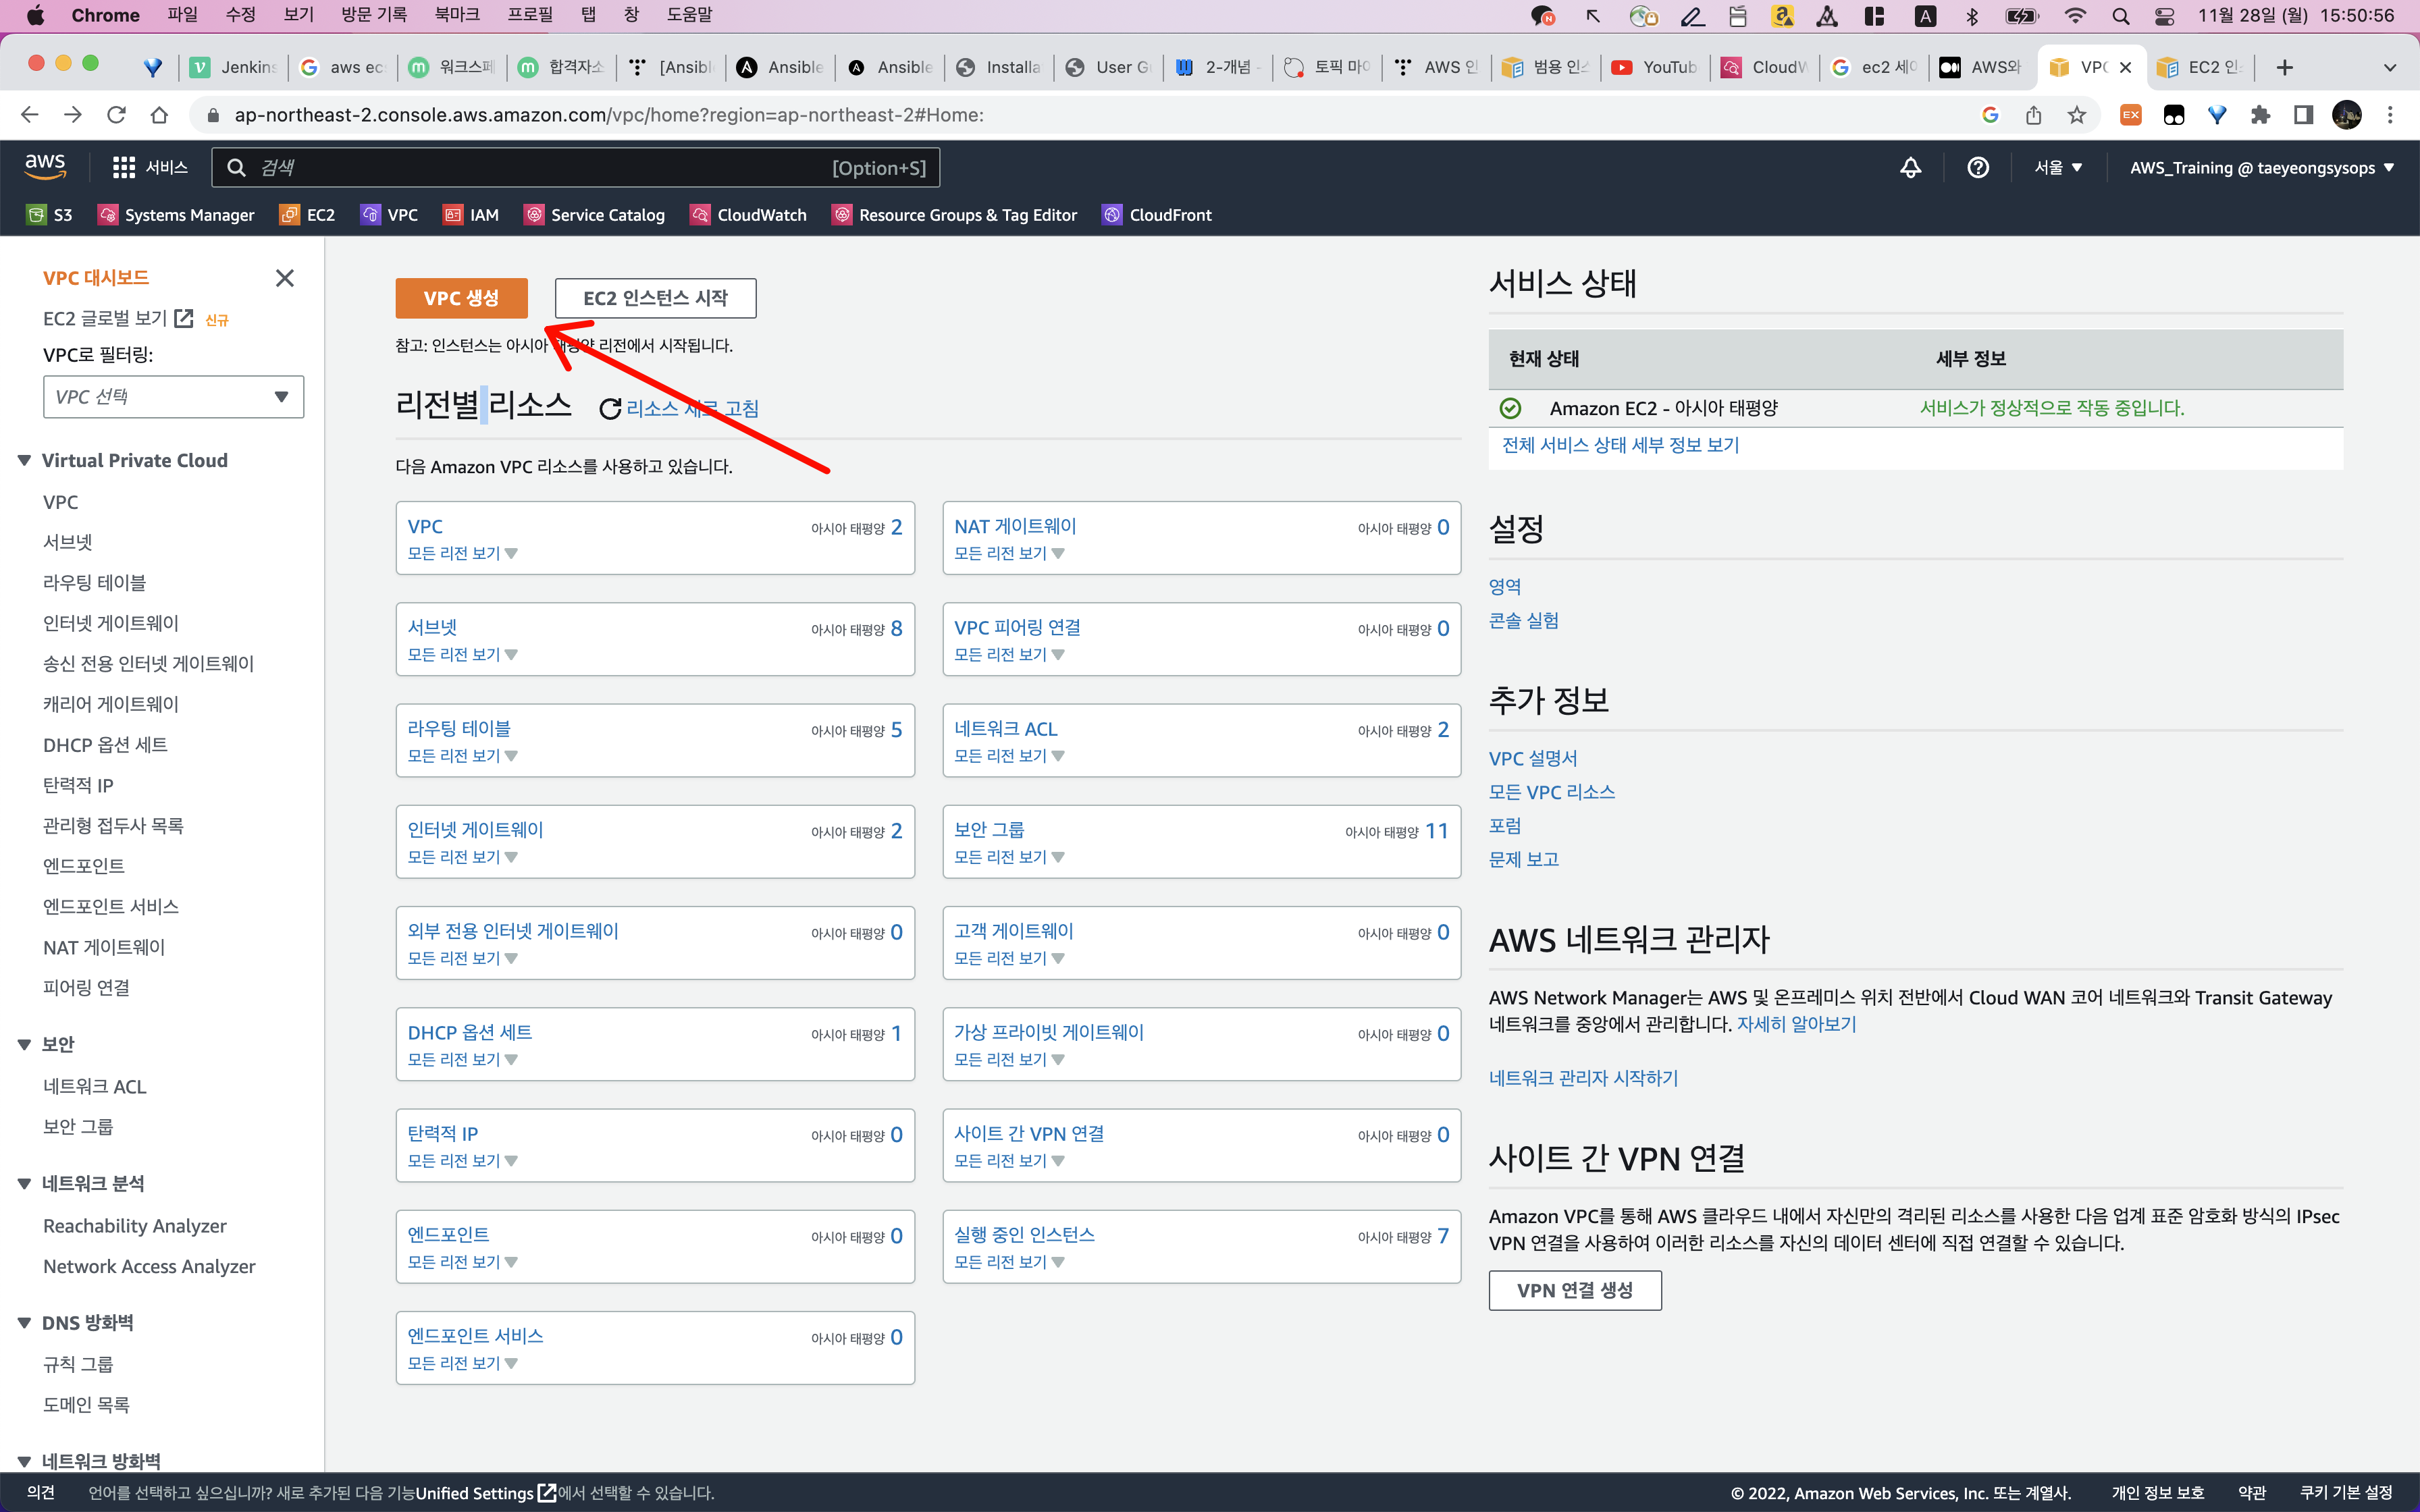 Chrome 파일 수정 보기 방문 기록 북마크 프로필 탭 창 도움말 11월 28일 (월) 15:50:56
Jenkins aws ec 워크스페 합격자소 [Ansibl Ansible Ansible Installa User G 2-개념 - 토픽 마이 AWS 인 범용 인스 YouTub CloudW ec2 세이 AWS와 VPC EC2 인스
ap-northeast-2.console.aws.amazon.com/vpc/home?region=ap-northeast-2#Home:
aws 서비스 검색 [Option+S] 서울 ▼ AWS_Training @ taeyeongsysops ▼
S3 Systems Manager EC2 VPC IAM Service Catalog CloudWatch Resource Groups & Tag Editor CloudFront
VPC 대시보드
EC2 글로벌 보기 신규
VPC로 필터링:
VPC 선택
Virtual Private Cloud
VPC
서브넷
라우팅 테이블
인터넷 게이트웨이
송신 전용 인터넷 게이트웨이
캐리어 게이트웨이
DHCP 옵션 세트
탄력적 IP
관리형 접두사 목록
엔드포인트
엔드포인트 서비스
NAT 게이트웨이
피어링 연결
보안
네트워크 ACL
보안 그룹
네트워크 분석
Reachability Analyzer
Network Access Analyzer
DNS 방화벽
규칙 그룹
도메인 목록
네트워크 방화벽
VPC 생성 EC2 인스턴스 시작
참고: 인스턴스는 아시아 태평양 리전에서 시작됩니다.
리전별 리소스 리소스 새로 고침
다음 Amazon VPC 리소스를 사용하고 있습니다.
VPC 아시아 태평양 2
모든 리전 보기
NAT 게이트웨이 아시아 태평양 0
모든 리전 보기
서브넷 아시아 태평양 8
모든 리전 보기
VPC 피어링 연결 아시아 태평양 0
모든 리전 보기
라우팅 테이블 아시아 태평양 5
모든 리전 보기
네트워크 ACL 아시아 태평양 2
모든 리전 보기
인터넷 게이트웨이 아시아 태평양 2
모든 리전 보기
보안 그룹 아시아 태평양 11
모든 리전 보기
외부 전용 인터넷 게이트웨이 아시아 태평양 0
모든 리전 보기
고객 게이트웨이 아시아 태평양 0
모든 리전 보기
DHCP 옵션 세트 아시아 태평양 1
모든 리전 보기
가상 프라이빗 게이트웨이 아시아 태평양 0
모든 리전 보기
탄력적 IP 아시아 태평양 0
모든 리전 보기
사이트 간 VPN 연결 아시아 태평양 0
모든 리전 보기
엔드포인트 아시아 태평양 0
모든 리전 보기
실행 중인 인스턴스 아시아 태평양 7
모든 리전 보기
엔드포인트 서비스 아시아 태평양 0
모든 리전 보기
서비스 상태
현재 상태 세부 정보
Amazon EC2 - 아시아 태평양 서비스가 정상적으로 작동 중입니다.
전체 서비스 상태 세부 정보 보기
설정
영역
콘솔 실험
추가 정보
VPC 설명서
모든 VPC 리소스
포럼
문제 보고
AWS 네트워크 관리자
AWS Network Manager는 AWS 및 온프레미스 위치 전반에서 Cloud WAN 코어 네트워크와 Transit Gateway
네트워크를 중앙에서 관리합니다. 자세히 알아보기
네트워크 관리자 시작하기
사이트 간 VPN 연결
Amazon VPC를 통해 AWS 클라우드 내에서 자신만의 격리된 리소스를 사용한 다음 업계 표준 암호화 방식의 IPsec
VPN 연결을 사용하여 이러한 리소스를 자신의 데이터 센터에 직접 연결할 수 있습니다.
VPN 연결 생성
의견 언어를 선택하고 싶으십니까? 새로 추가된 다음 기능Unified Settings에서 선택할 수 있습니다. © 2022, Amazon Web Services, Inc. 또는 계열사. 개인 정보 보호 약관 쿠키 기본 설정